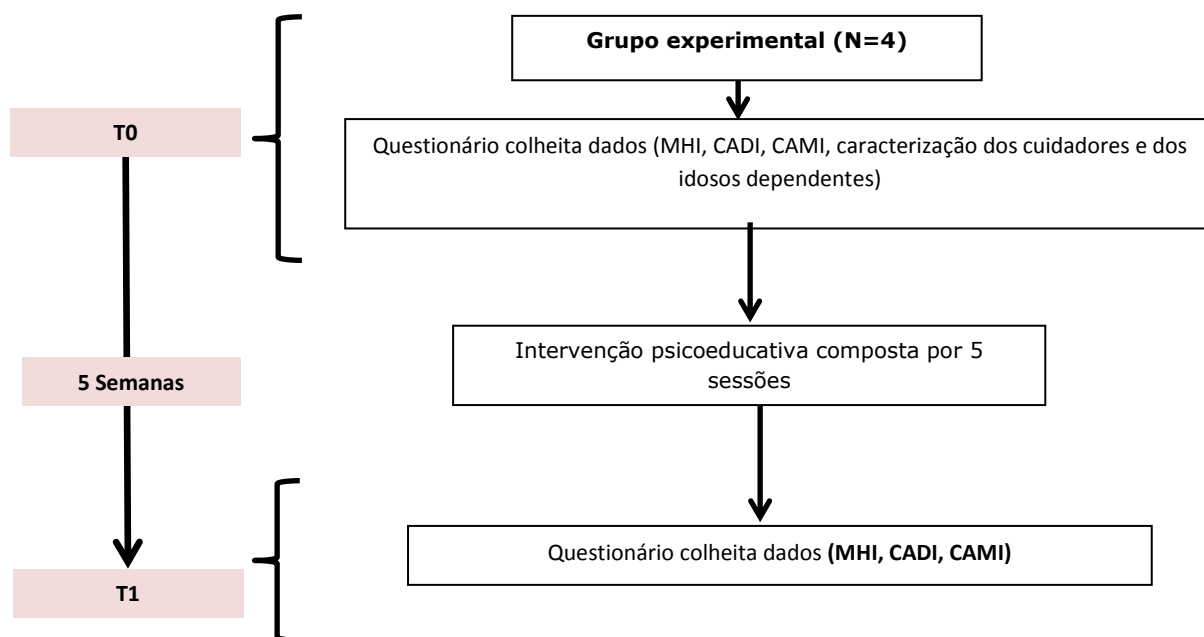 Grupo experimental (N=4)
T0
Questionário colheita dados (MHI, CADI, CAMI, caracterização dos cuidadores e dos
idosos dependentes)
5 Semanas
Intervenção psicoeducativa composta por 5
sessões
Questionário colheita dados (MHI, CADI, CAMI)
T1